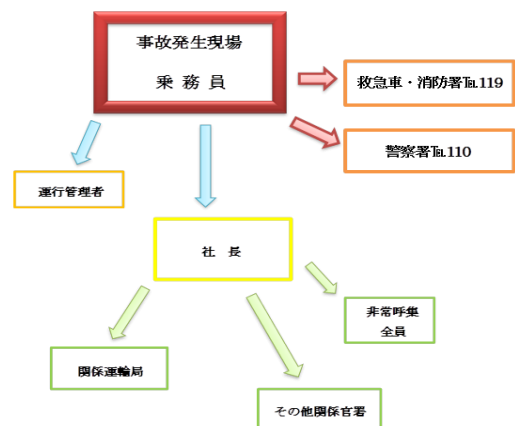 事故発生現場
乗務員
救急車・消防署℡119
警察署℡110
運行管理者
社 長
非常呼集
全員
関係運輸局
その他関係官署